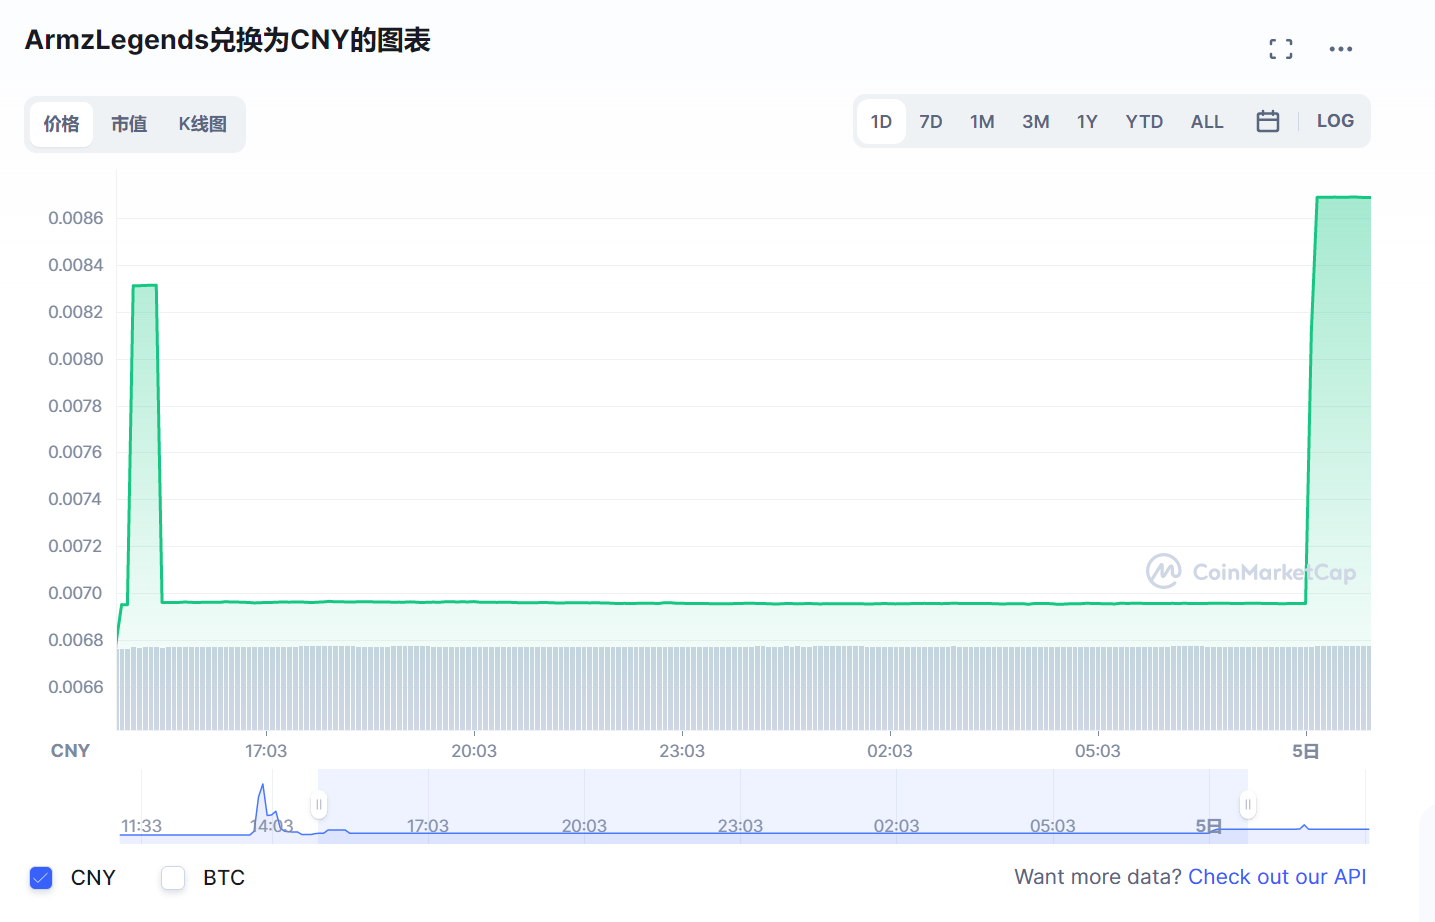 ArmzLegends兑换为CNY的图表
价格 市值 K线图
1D 7D 1M 3M 1Y YTD ALL LOG
0.0086
0.0084
0.0082
0.0080
0.0078
0.0076
0.0074
0.0072
0.0070
0.0068
0.0066
CoinMarketCap
CNY 17:03 20:03 23:03 02:03 05:03 5日
11:33 14:03 17:03 20:03 23:03 02:03 05:03 5日
CNY BTC Want more data? Check out our API